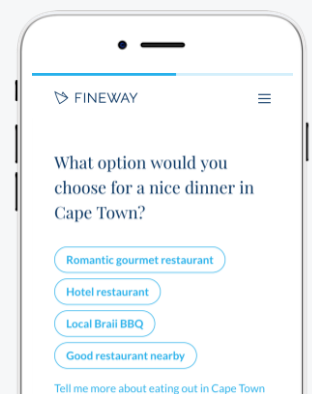 FINEWAY
What option would you
choose for a nice dinner in
Cape Town?
Romantic gourmet restaurant
Hotel restaurant
Local Braii BBQ
Good restaurant nearby
Tell me more about eating out in Cape Town